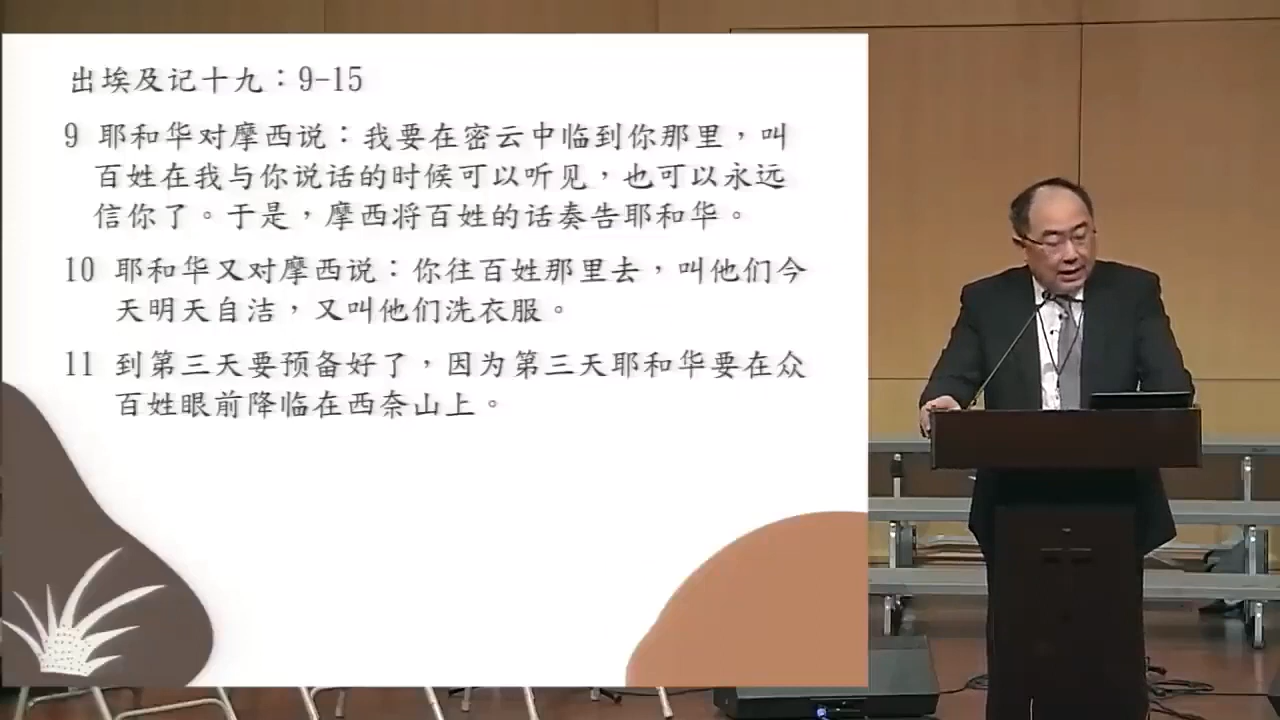 出埃及记十九：9-15
9 耶和华对摩西说：我要在密云中临到你那里，叫
百姓在我与你说话的时候可以听见，也可以永远
信你了。于是，摩西将百姓的话奏告耶和华。
10 耶和华又对摩西说：你往百姓那里去，叫他们今
天明天自洁，又叫他们洗衣服。
11 到第三天要预备好了，因为第三天耶和华要在众
百姓眼前降临在西奈山上。